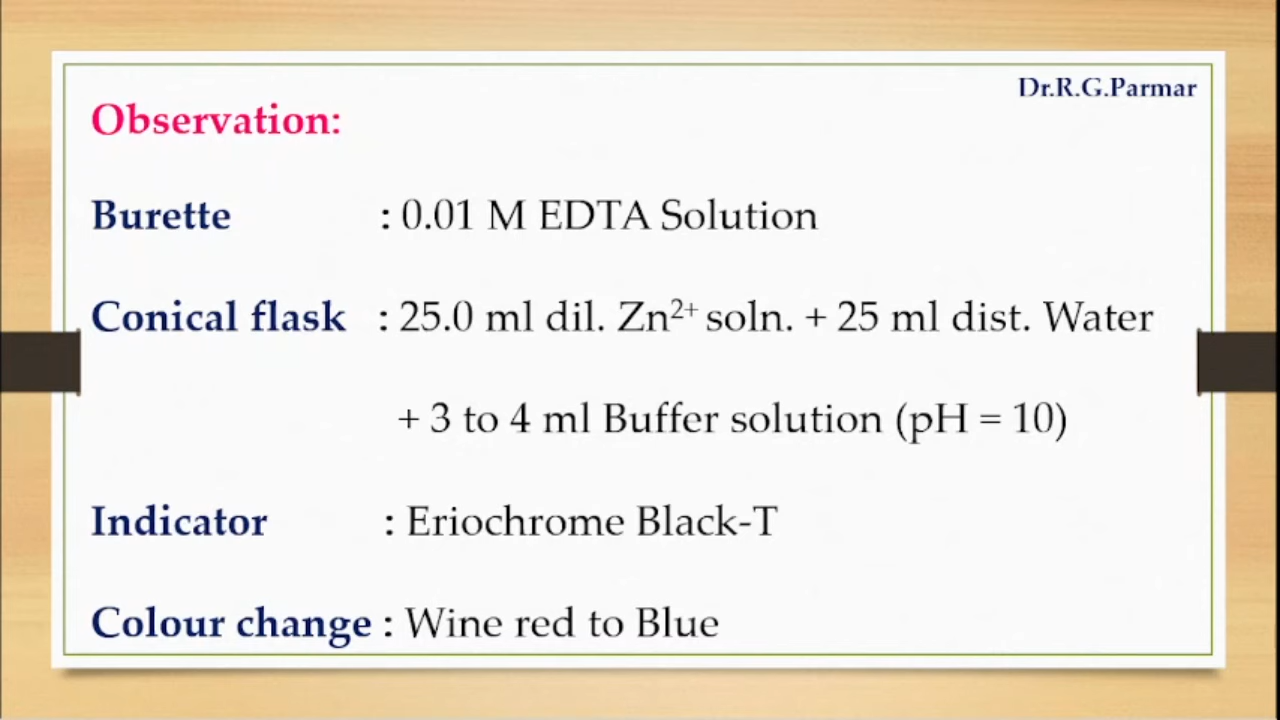 Dr.R.G.Parmar
Observation:
Burette : 0.01 M EDTA Solution
Conical flask : 25.0 ml dil. Zn²⁺ soln. + 25 ml dist. Water
+ 3 to 4 ml Buffer solution (pH = 10)
Indicator : Eriochrome Black-T
Colour change : Wine red to Blue